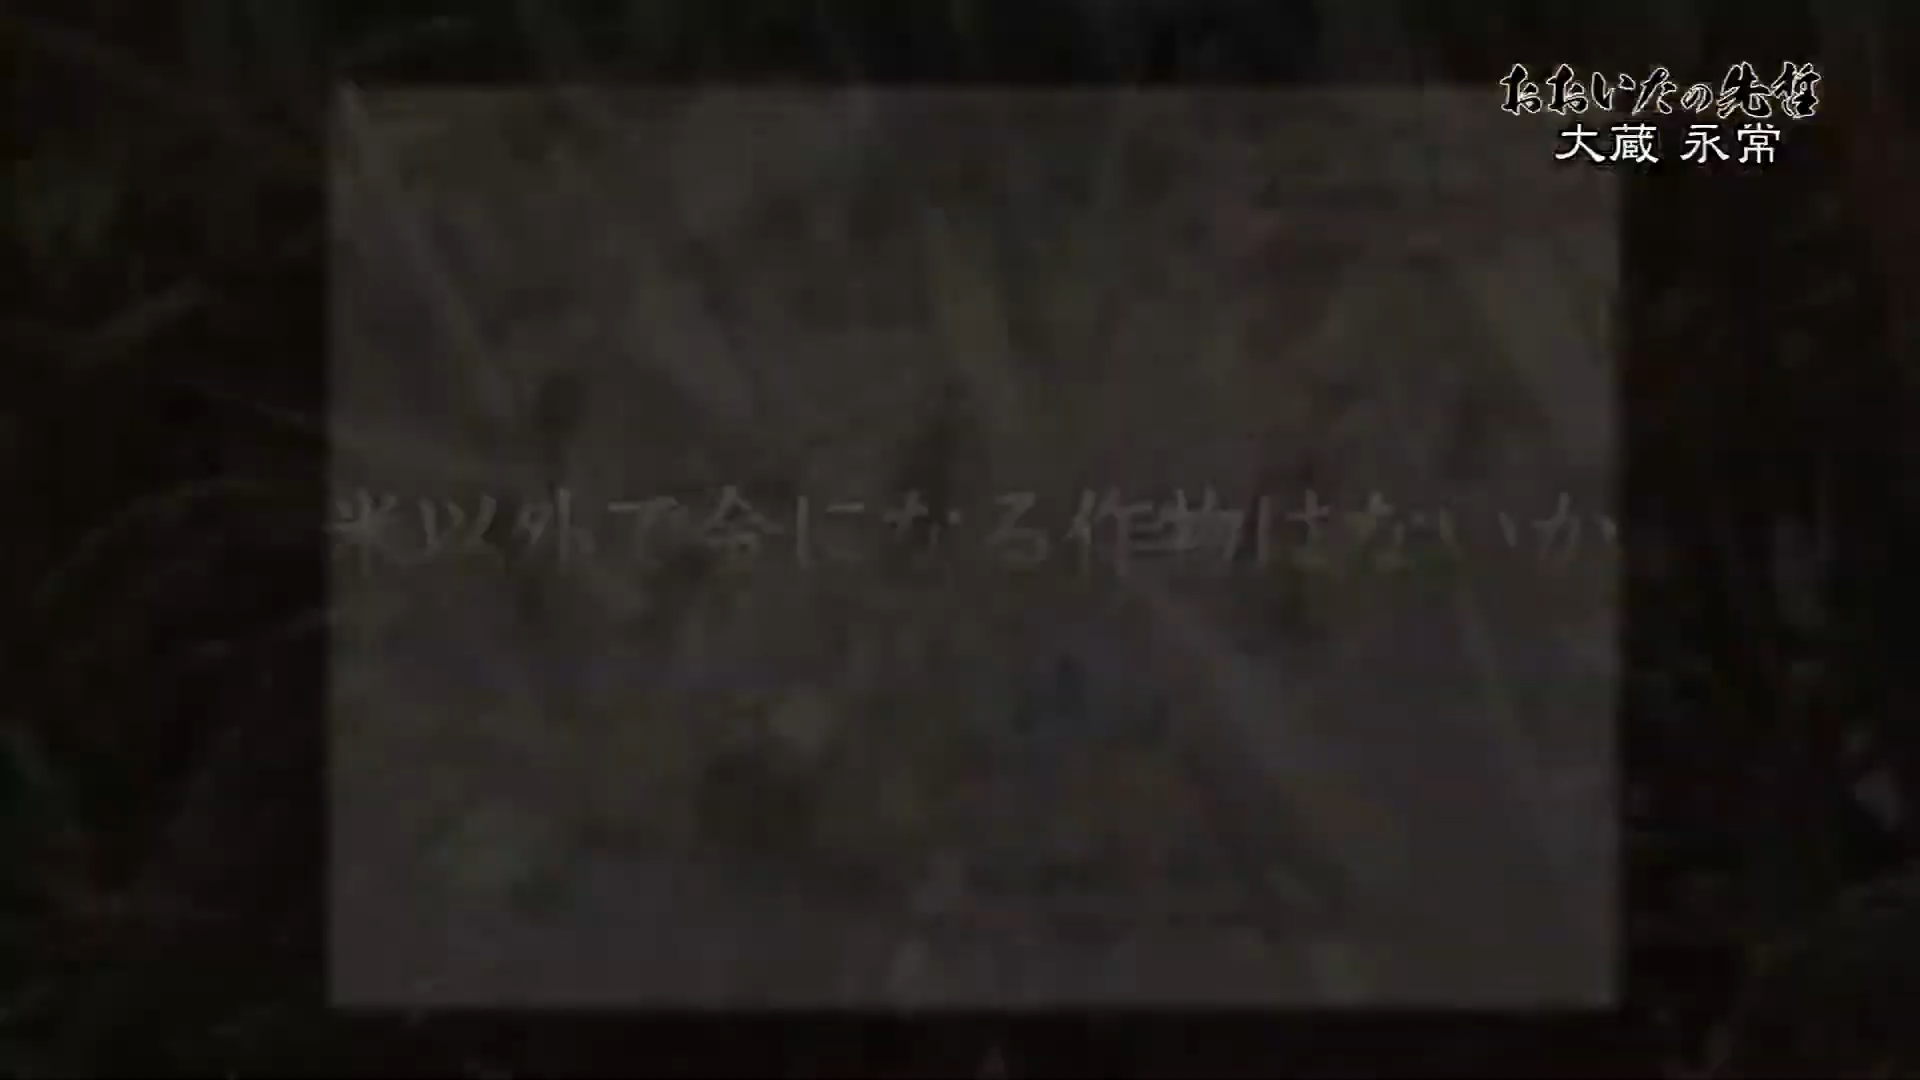 おおいたの先哲
大蔵 永常
米以外で金になる作物はないか